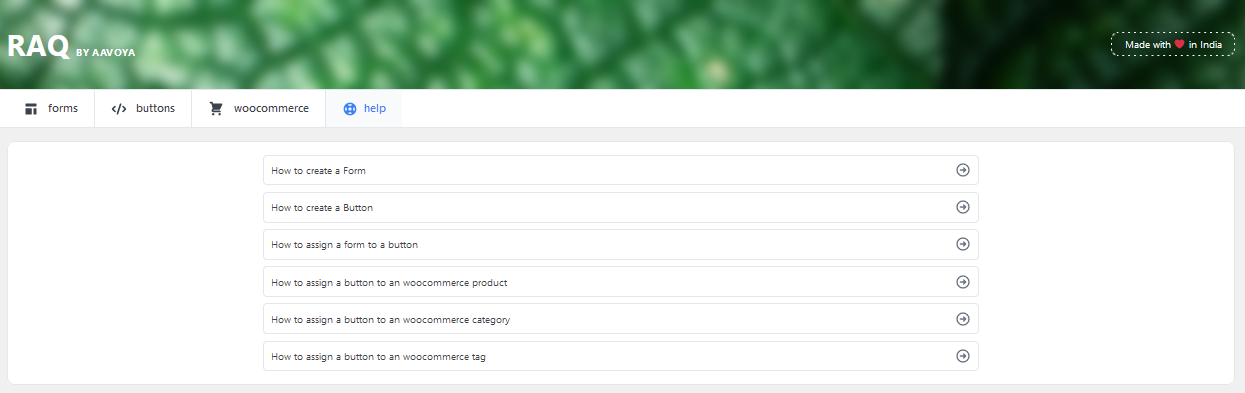 RAQ BY AAVOYA
Made with ❤ in India
forms
buttons
woocommerce
help
How to create a Form
How to create a Button
How to assign a form to a button
How to assign a button to an woocommerce product
How to assign a button to an woocommerce category
How to assign a button to an woocommerce tag